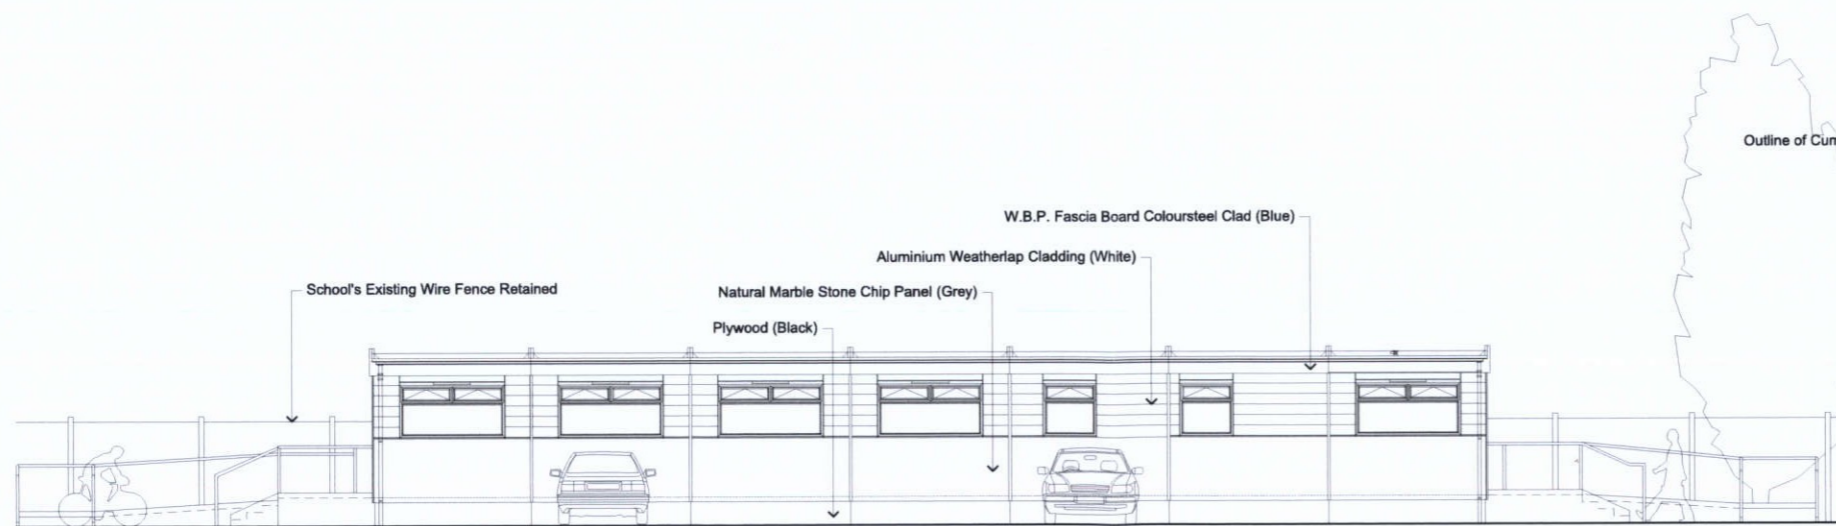 Outline of
W.B.P. Fascia Board Coloursteel Clad (Blue)
Aluminium Weatherlap Cladding (White)
School's Existing Wire Fence Retained
Natural Marble Stone Chip Panel (Grey)
Plywood (Black)